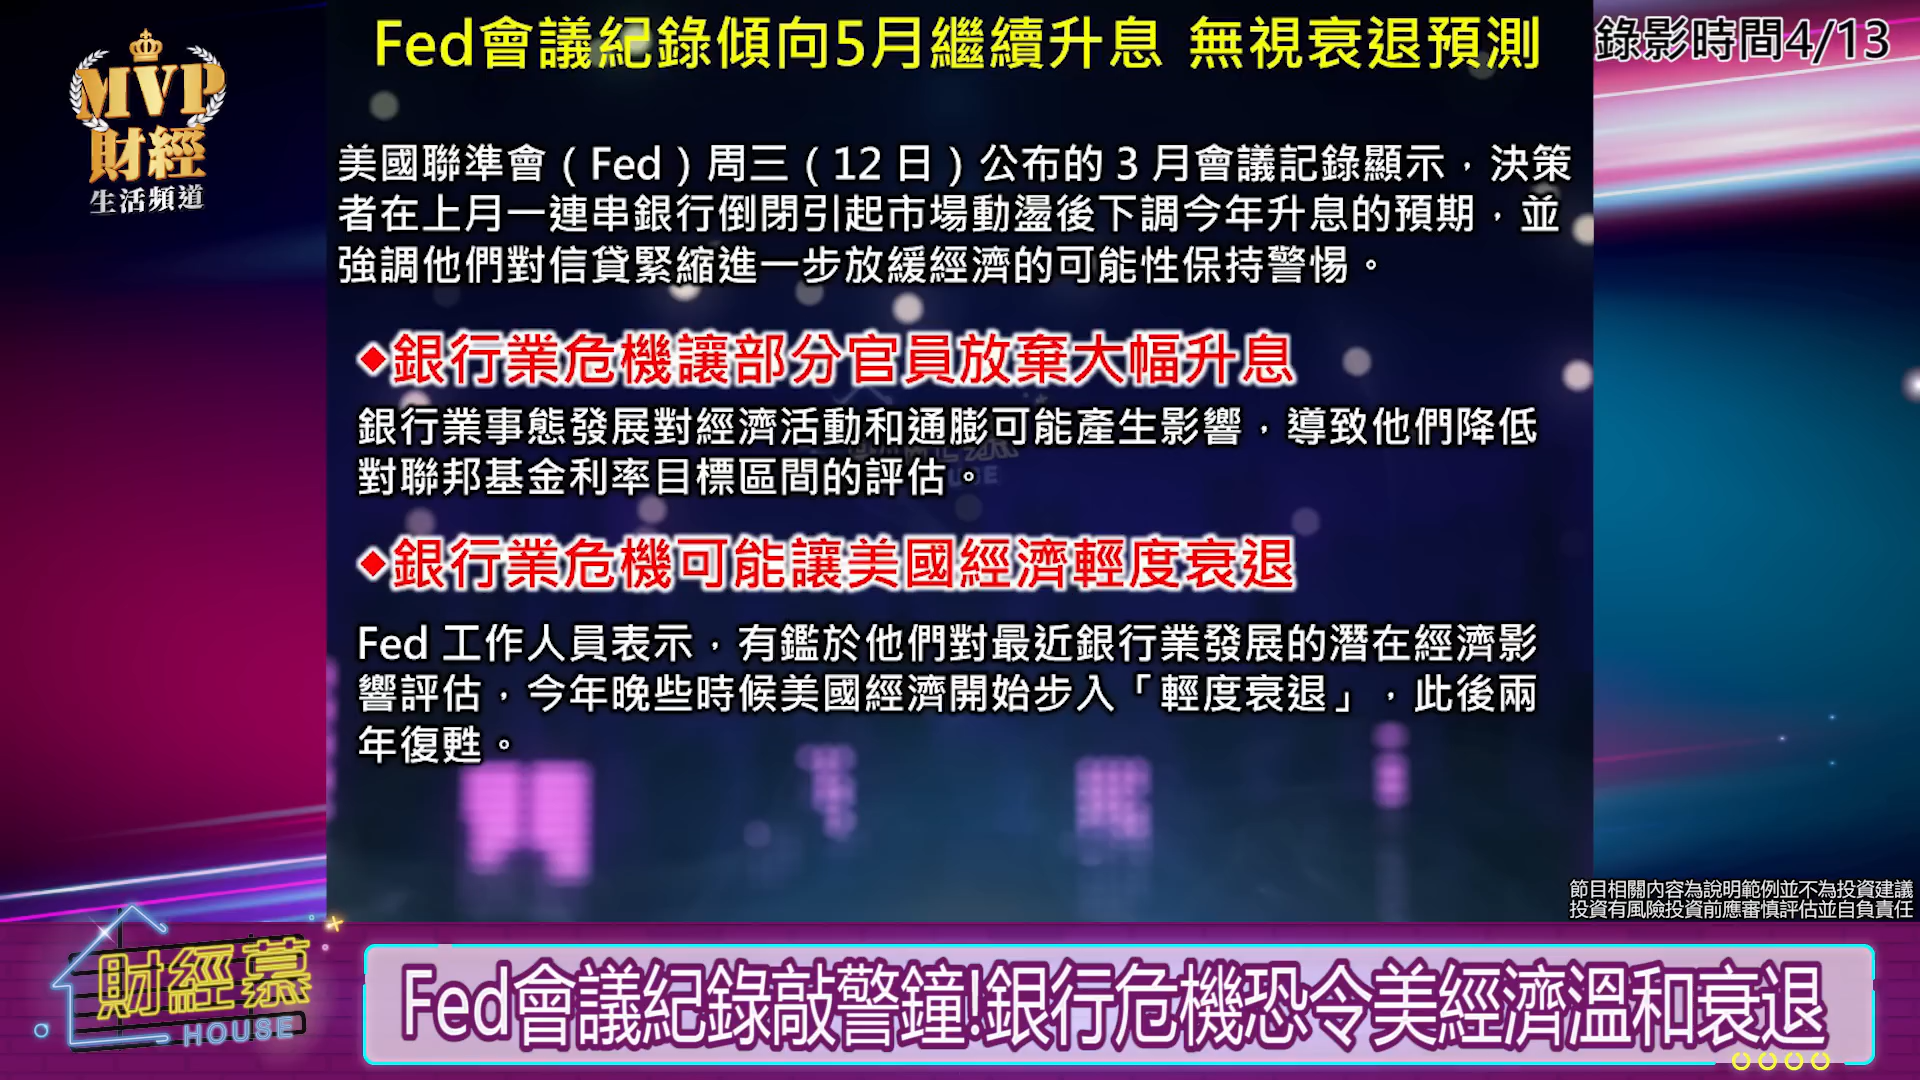 Fed會議紀錄傾向5月繼續升息 無視衰退預測
錄影時間4/13
MVP
財經
生活頻道
美國聯準會（Fed）周三（12 日）公布的 3 月會議記錄顯示，決策
者在上月一連串銀行倒閉引起市場動盪後下調今年升息的預期，並
強調他們對信貸緊縮進一步放緩經濟的可能性保持警惕。
◆銀行業危機讓部分官員放棄大幅升息
銀行業事態發展對經濟活動和通膨可能產生影響，導致他們降低
對聯邦基金利率目標區間的評估。
◆銀行業危機可能讓美國經濟輕度衰退
Fed 工作人員表示，有鑑於他們對最近銀行業發展的潛在經濟影
響評估，今年晚些時候美國經濟開始步入「輕度衰退」，此後兩
年復甦。
節目相關內容為說明範例並不為投資建議
投資有風險投資前應審慎評估並自負責任
財經慕
HOUSE
Fed會議紀錄敲警鐘!銀行危機恐令美經濟溫和衰退